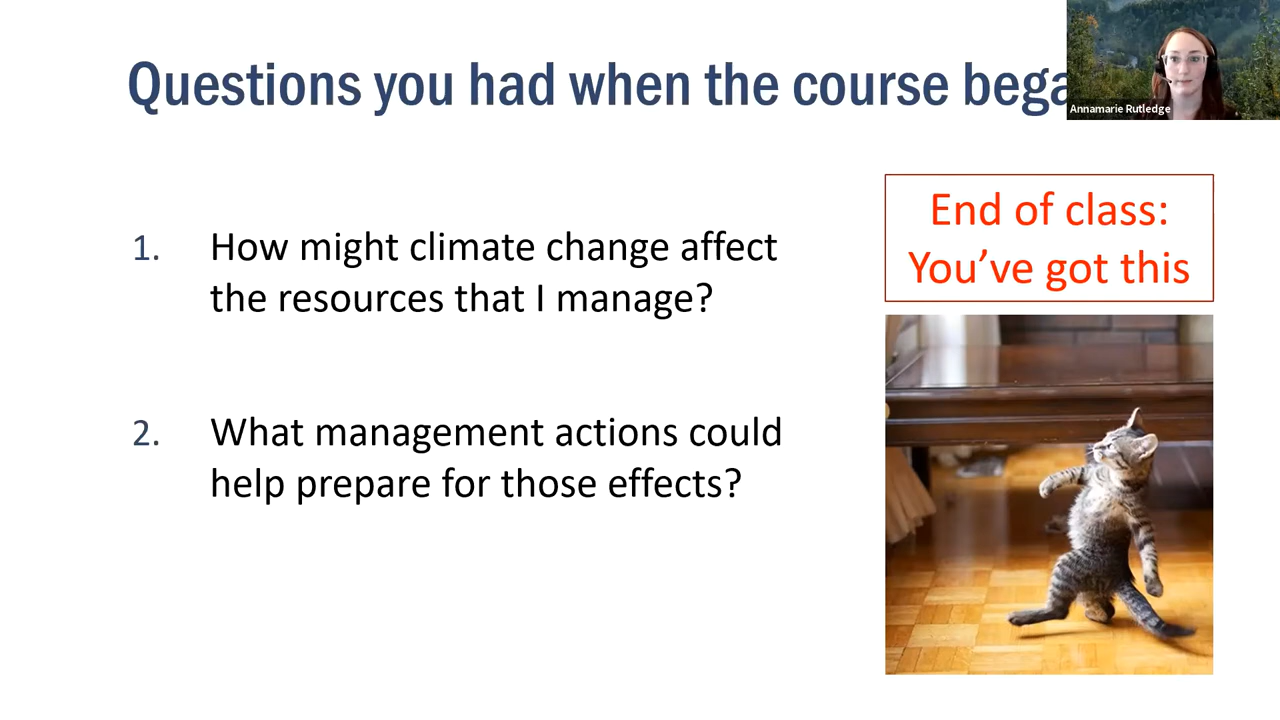 Questions you had when the course bega
Annamarie Rutledge
End of class:
You've got this
1. How might climate change affect
the resources that I manage?
2. What management actions could
help prepare for those effects?